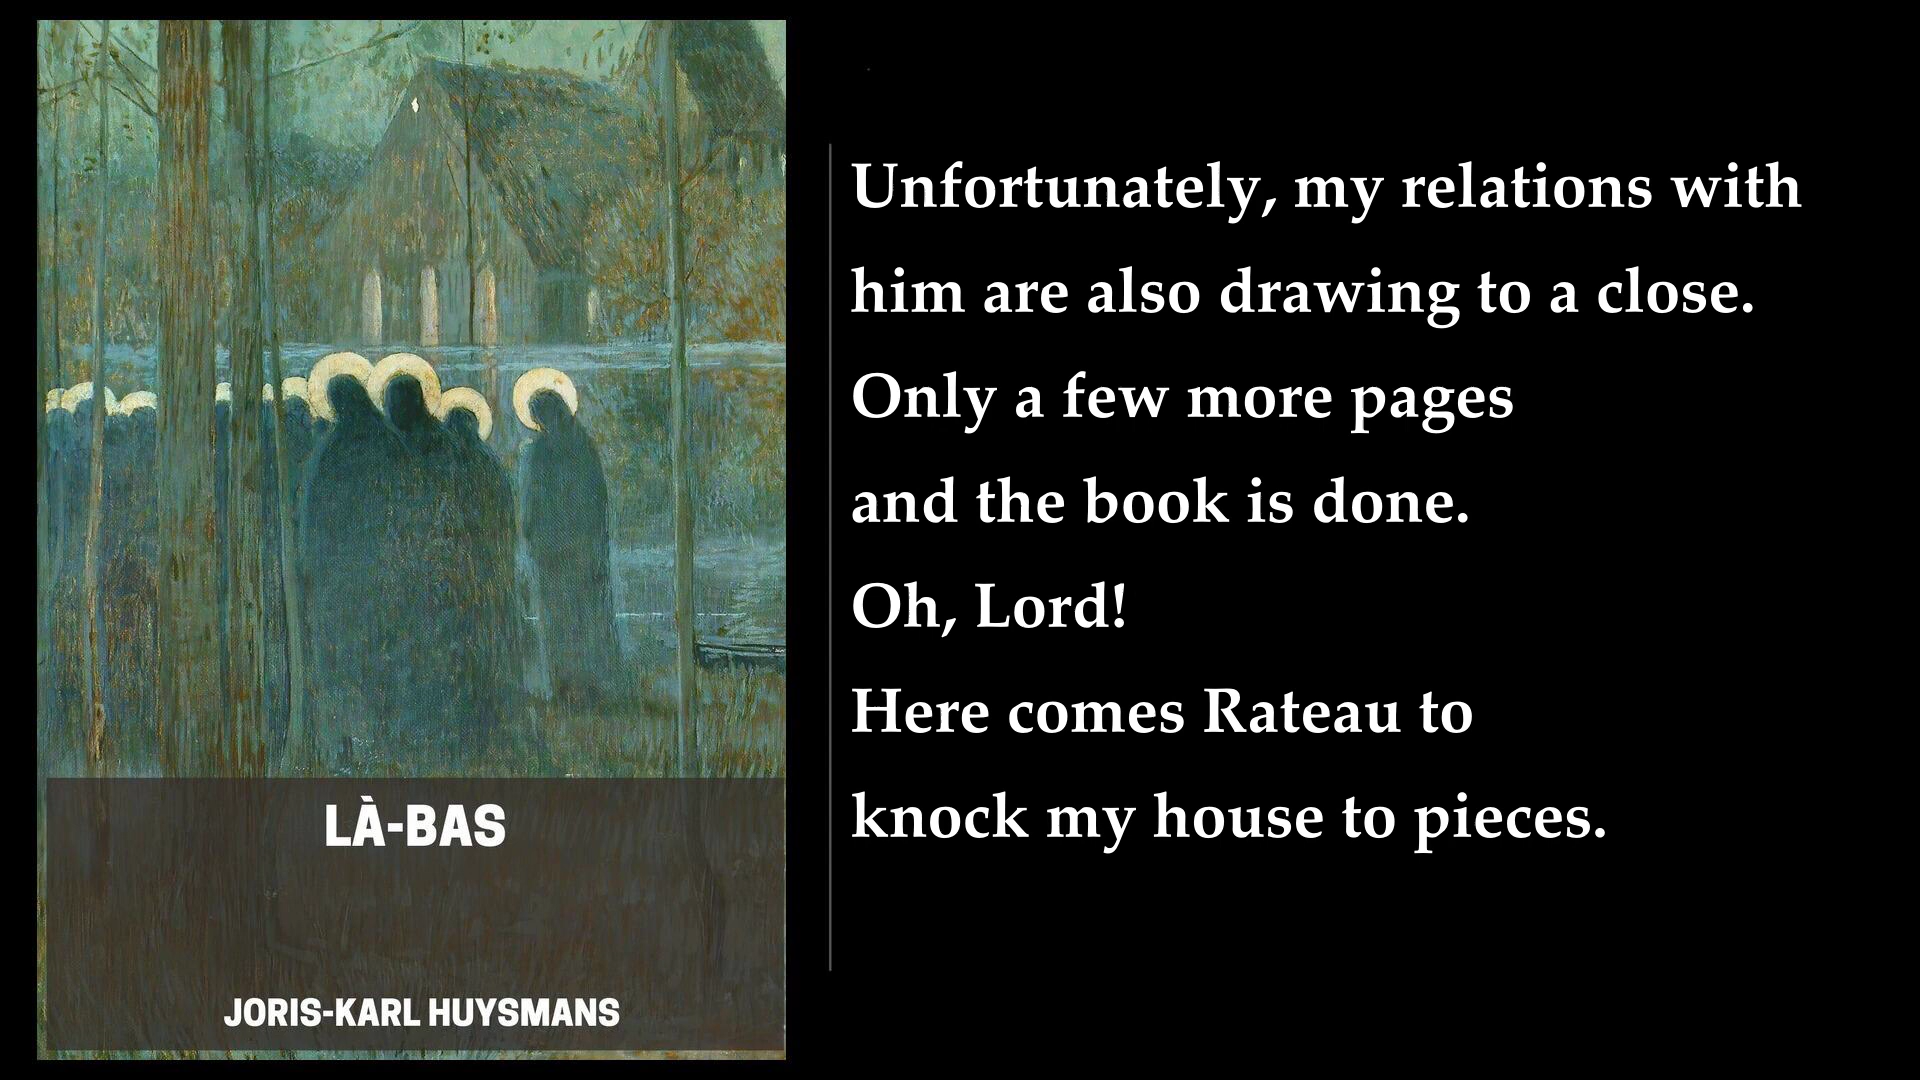 LÀ-BAS
JORIS-KARL HUYSMANS
Unfortunately, my relations with
him are also drawing to a close.
Only a few more pages
and the book is done.
Oh, Lord!
Here comes Rateau to
knock my house to pieces.